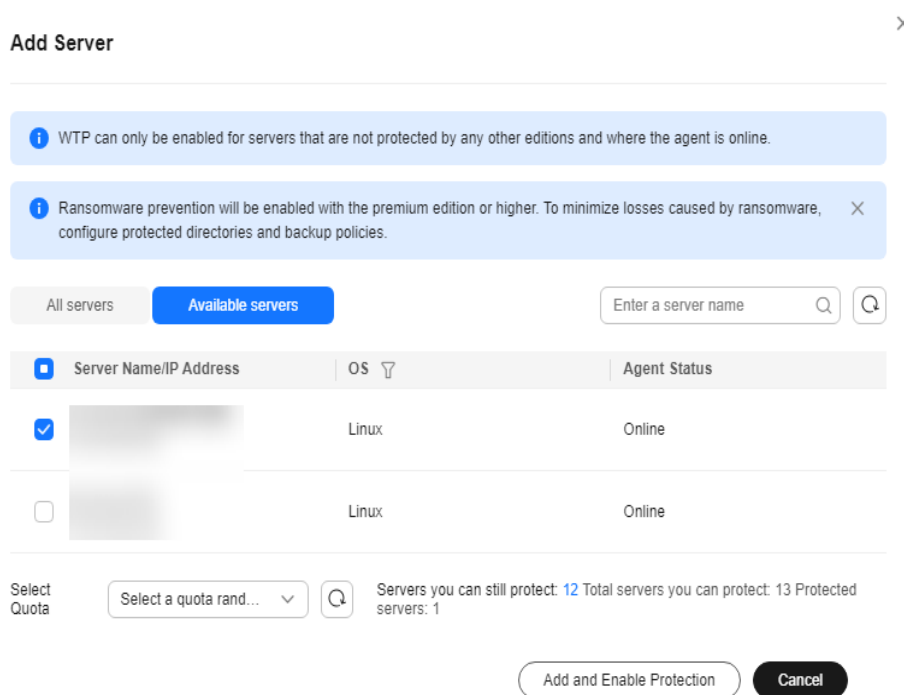 Add Server
WTP can only be enabled for servers that are not protected by any other editions and where the agent is online.
Ransomware prevention will be enabled with the premium edition or higher. To minimize losses caused by ransomware,
configure protected directories and backup policies.
All servers
Available servers
Enter a server name
Server Name/IP Address
OS
Agent Status
Linux
Online
Linux
Online
Select
Quota
Select a quota rand...
Servers you can still protect: 12 Total servers you can protect: 13 Protected
servers: 1
Add and Enable Protection
Cancel